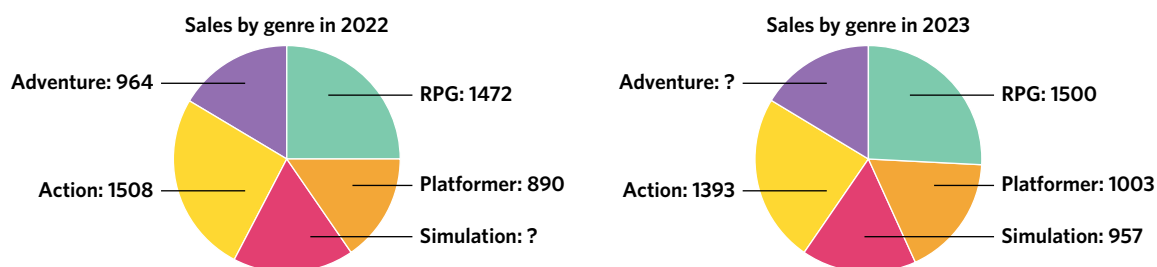 Sales by genre in 2022
Adventure: 964
RPG: 1472
Action: 1508
Platformer: 890
Simulation: ?
Sales by genre in 2023
Adventure: ?
RPG: 1500
Action: 1393
Platformer: 1003
Simulation: 957